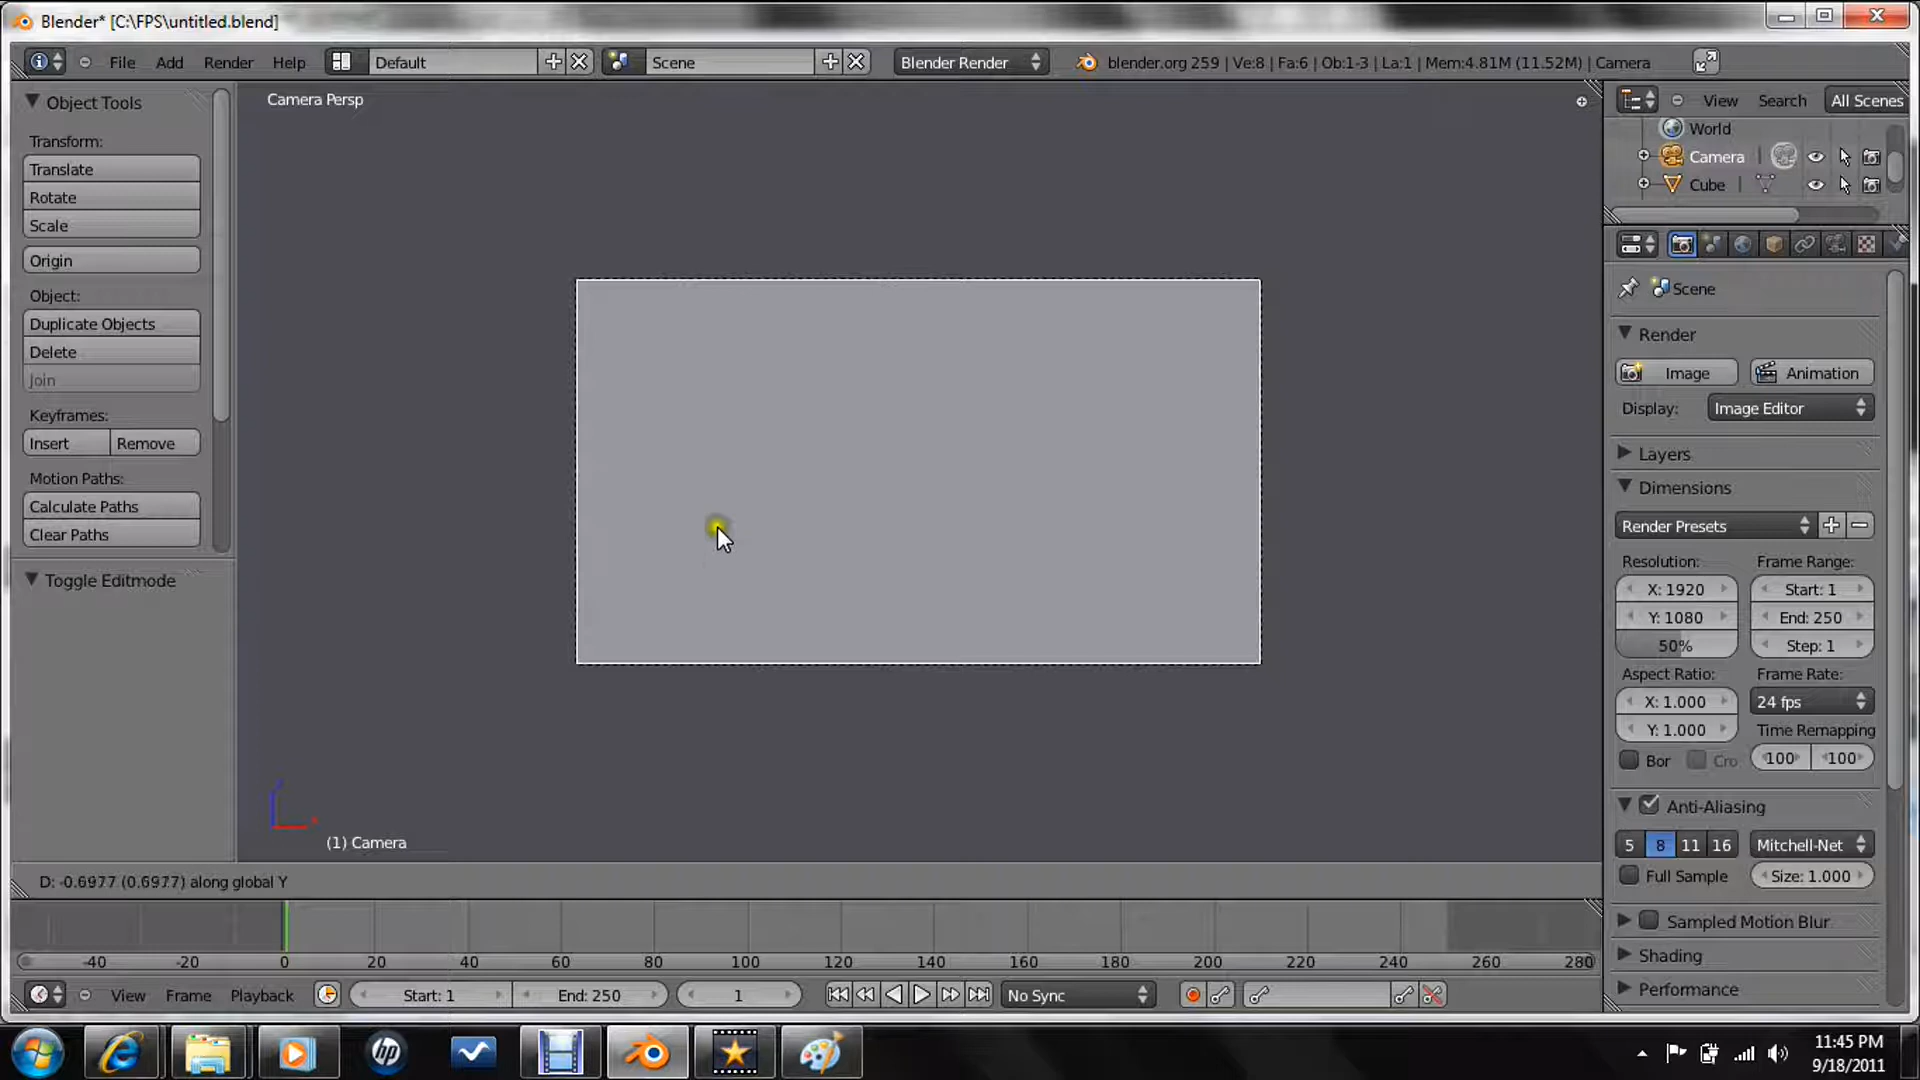 Blender* [C:\FPS\untitled.blend]
File Add Render Help Default Scene Blender Render blender.org 259 | Ve:8 | Fa:6 | Ob:1-3 | La:1 | Mem:4.81M (11.52M) | Camera
Object Tools
Transform:
Translate
Rotate
Scale
Origin
Object:
Duplicate Objects
Delete
Join
Keyframes:
Insert Remove
Motion Paths:
Calculate Paths
Clear Paths
Toggle Editmode
Camera Persp
(1) Camera
D: -0.6977 (0.6977) along global Y
View Search All Scenes
World
Camera
Cube
Scene
Render
Image Animation
Display: Image Editor
Layers
Dimensions
Render Presets
Resolution: Frame Range:
X: 1920 Start: 1
Y: 1080 End: 250
50% Step: 1
Aspect Ratio: Frame Rate:
X: 1.000 24 fps
Y: 1.000 Time Remapping
Bor Cro 100 100
Anti-Aliasing
5 8 11 16 Mitchell-Net
Full Sample Size: 1.000
Sampled Motion Blur
Shading
Performance
-40 -20 0 20 40 60 80 100 120 140 160 180 200 220 240 260 280
View Frame Playback Start: 1 End: 250 1 No Sync
hp
11:45 PM
9/18/2011